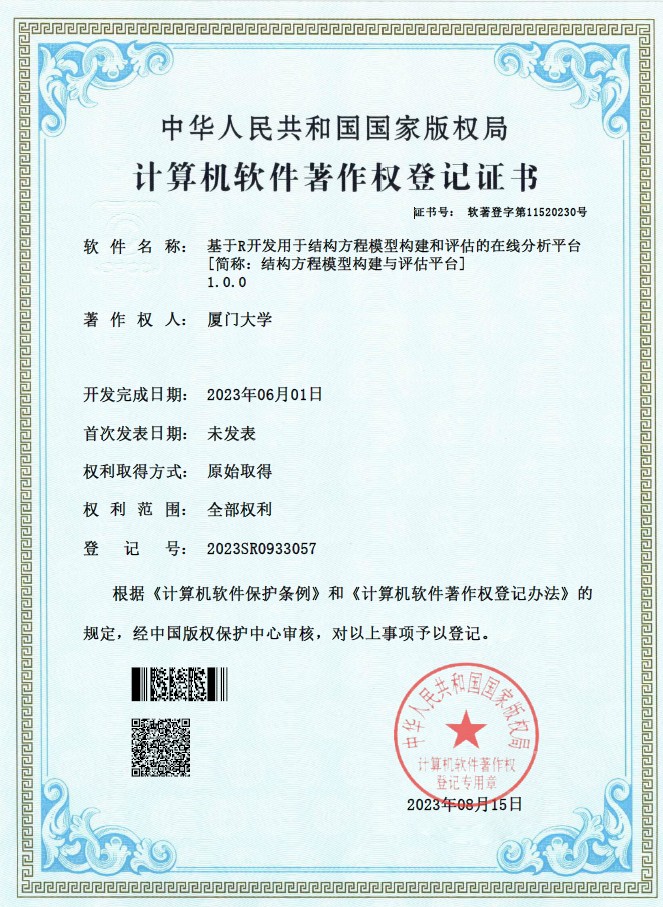 中华人民共和国国家版权局
计算机软件著作权登记证书
证书号： 软著登字第11520230号
软件名称： 基于R开发用于结构方程模型构建和评估的在线分析平台
[简称：结构方程模型构建与评估平台]
1.0.0
著作权人： 厦门大学
开发完成日期： 2023年06月01日
首次发表日期： 未发表
权利取得方式： 原始取得
权利范围： 全部权利
登记号： 2023SR0933057
根据《计算机软件保护条例》和《计算机软件著作权登记办法》的
规定，经中国版权保护中心审核，对以上事项予以登记。
中华人民共和国国家版权局
计算机软件著作权
登记专用章
2023年08月15日